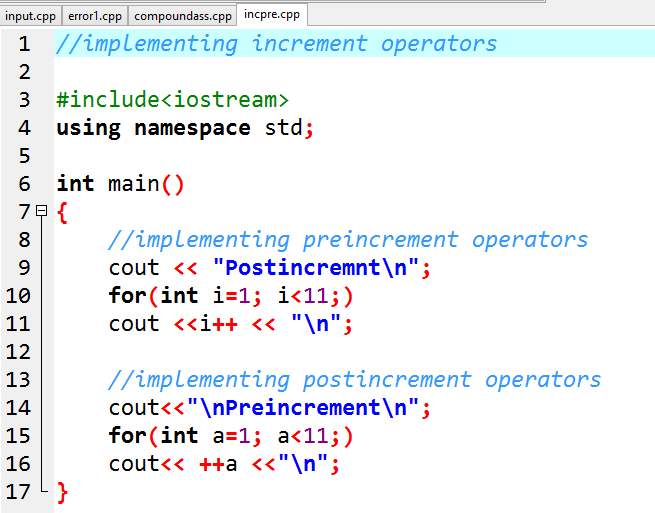 input.cpp error1.cpp compoundass.cpp incpre.cpp
1 //implementing increment operators
2
3 #include<iostream>
4 using namespace std;
5
6 int main()
7 {
8 //implementing preincrement operators
9 cout << "Postincremnt\n";
10 for(int i=1; i<11;)
11 cout <<i++ << "\n";
12
13 //implementing postincrement operators
14 cout<<"\nPreincrement\n";
15 for(int a=1; a<11;)
16 cout<< ++a <<"\n";
17 }